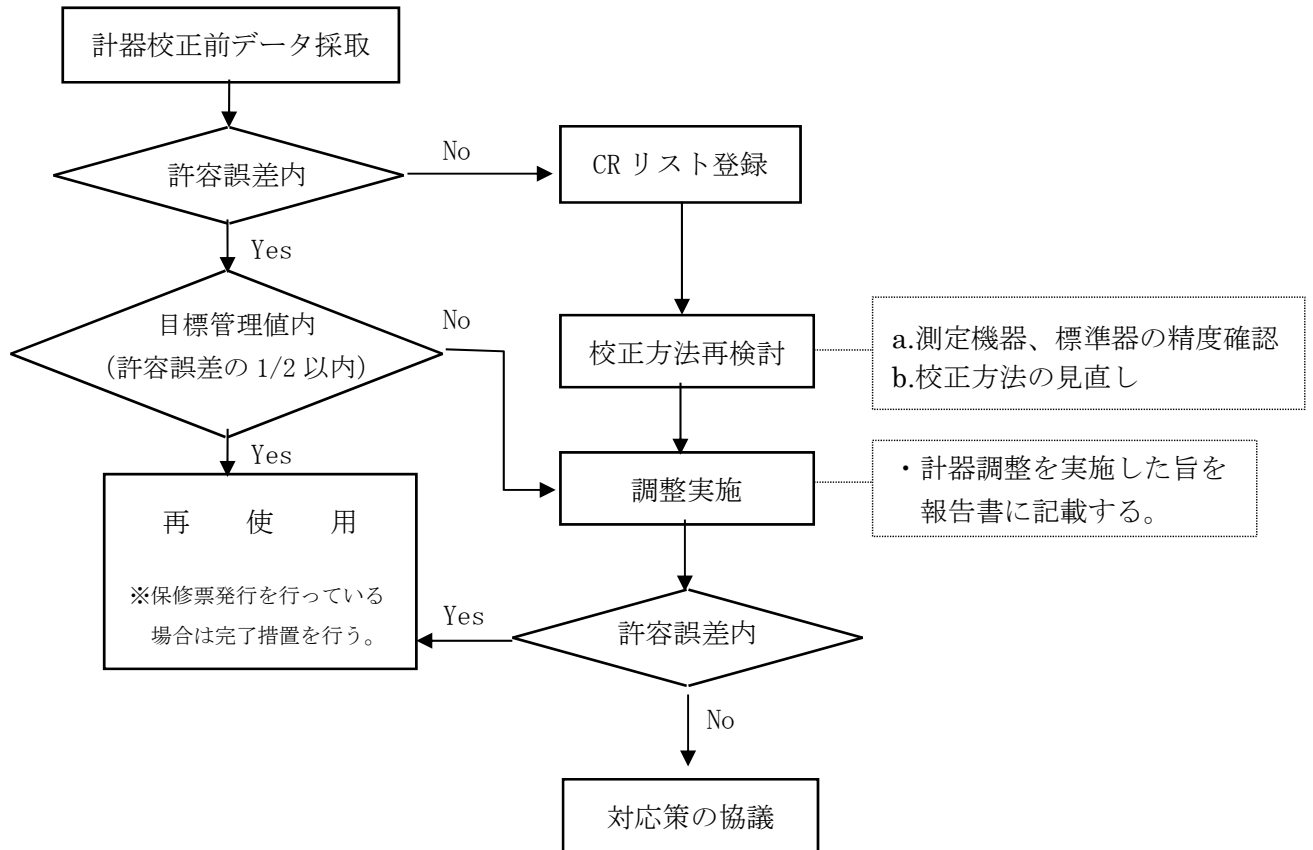 計器校正前データ採取
許容誤差内
No
CR リスト登録
Yes
目標管理値内
(許容誤差の 1/2 以内)
No
校正方法再検討
a.測定機器、標準器の精度確認
b.校正方法の見直し
Yes
調整実施
・計器調整を実施した旨を
報告書に記載する。
再 使 用
※保修票発行を行っている
場合は完了措置を行う。
Yes
許容誤差内
No
対応策の協議